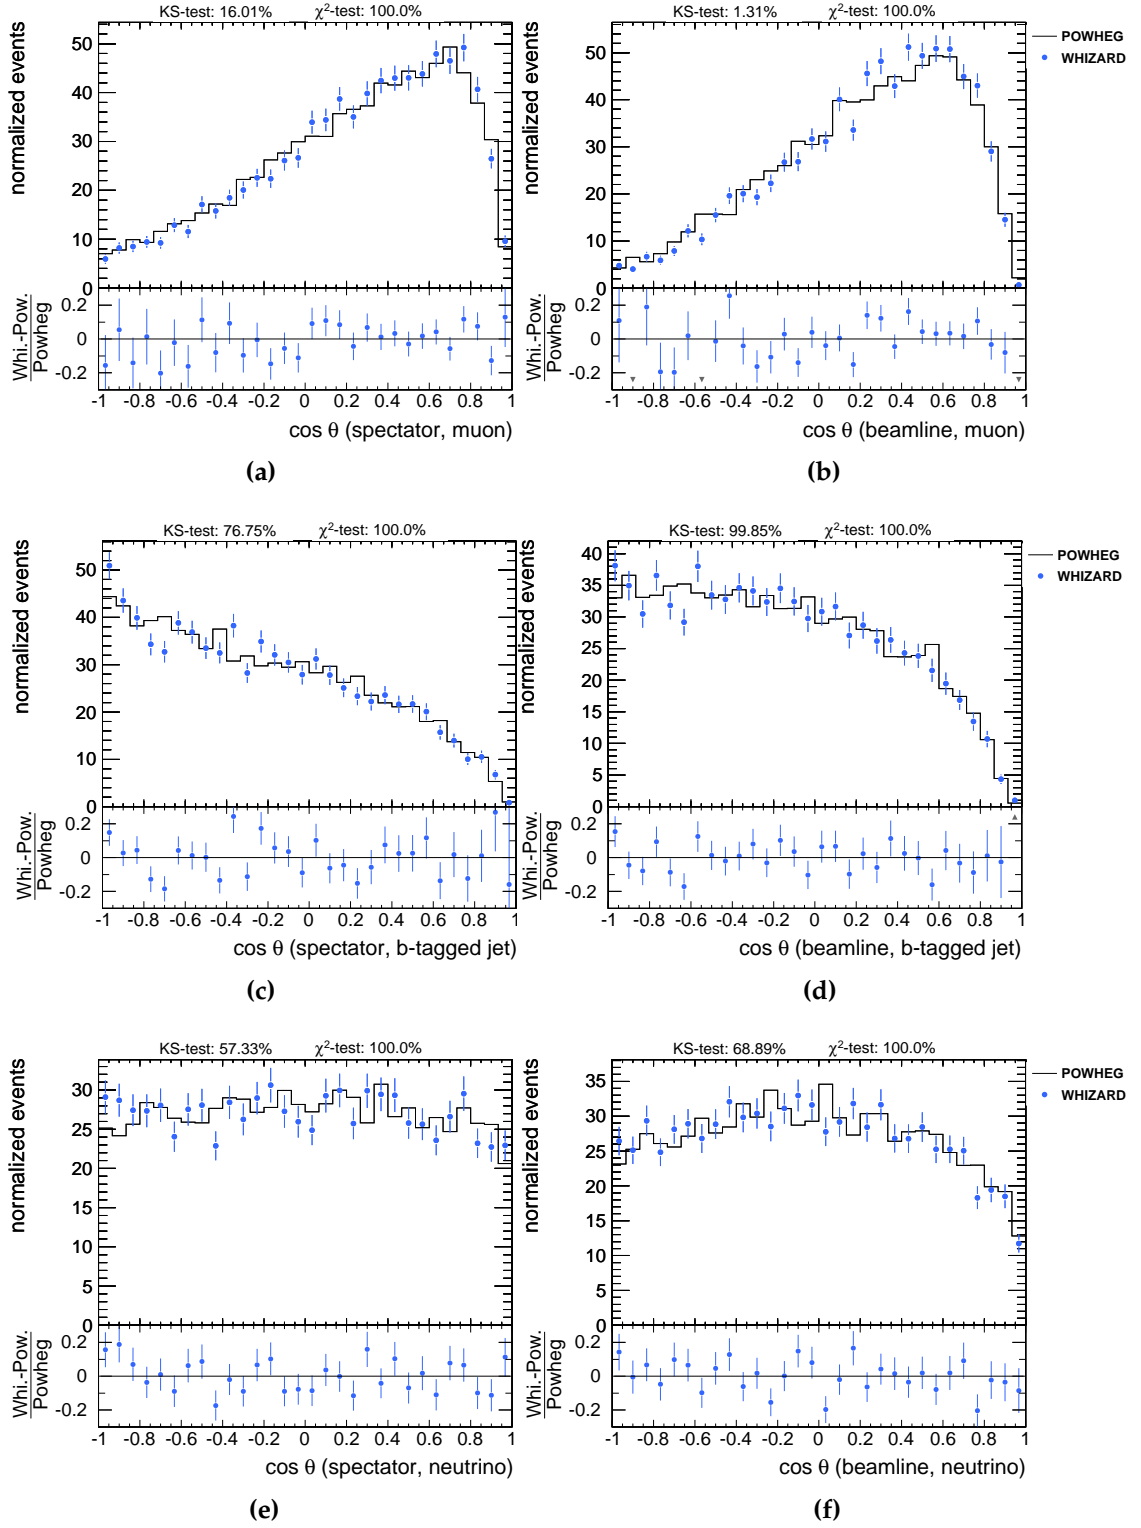 KS-test: 16.01% χ²-test: 100.0%
normalized events
50
40
30
20
10
0
Whi.-Pow.
Powheg
0.2
0
-0.2
-1 -0.8 -0.6 -0.4 -0.2 0 0.2 0.4 0.6 0.8 1
cos θ (spectator, muon)
(a)
KS-test: 1.31% χ²-test: 100.0%
normalized events
50
40
30
20
10
0
Whi.-Pow.
Powheg
0.2
0
-0.2
-1 -0.8 -0.6 -0.4 -0.2 0 0.2 0.4 0.6 0.8 1
cos θ (beamline, muon)
(b)
POWHEG
WHIZARD
KS-test: 76.75% χ²-test: 100.0%
normalized events
50
40
30
20
10
0
Whi.-Pow.
Powheg
0.2
0
-0.2
-1 -0.8 -0.6 -0.4 -0.2 0 0.2 0.4 0.6 0.8 1
cos θ (spectator, b-tagged jet)
(c)
KS-test: 99.85% χ²-test: 100.0%
normalized events
40
35
30
25
20
15
10
5
0
Whi.-Pow.
Powheg
0.2
0
-0.2
-1 -0.8 -0.6 -0.4 -0.2 0 0.2 0.4 0.6 0.8 1
cos θ (beamline, b-tagged jet)
(d)
POWHEG
WHIZARD
KS-test: 57.33% χ²-test: 100.0%
normalized events
30
25
20
15
10
5
0
Whi.-Pow.
Powheg
0.2
0
-0.2
-1 -0.8 -0.6 -0.4 -0.2 0 0.2 0.4 0.6 0.8 1
cos θ (spectator, neutrino)
(e)
KS-test: 68.89% χ²-test: 100.0%
normalized events
35
30
25
20
15
10
5
0
Whi.-Pow.
Powheg
0.2
0
-0.2
-1 -0.8 -0.6 -0.4 -0.2 0 0.2 0.4 0.6 0.8 1
cos θ (beamline, neutrino)
(f)
POWHEG
WHIZARD